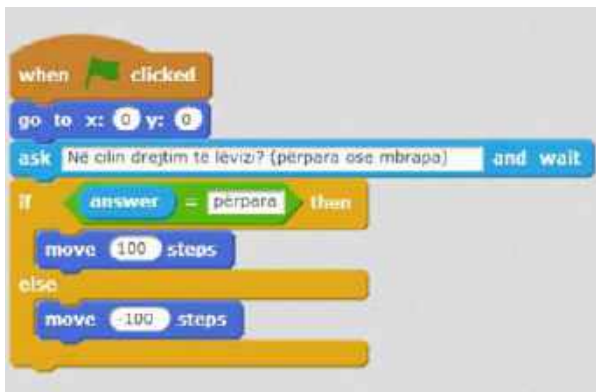 when clicked
go to x: 0 y: 0
ask Në cilin drejtim të lëvizi? (përpara ose mbrapa) and wait
if answer = përpara then
move 100 steps
else
move -100 steps